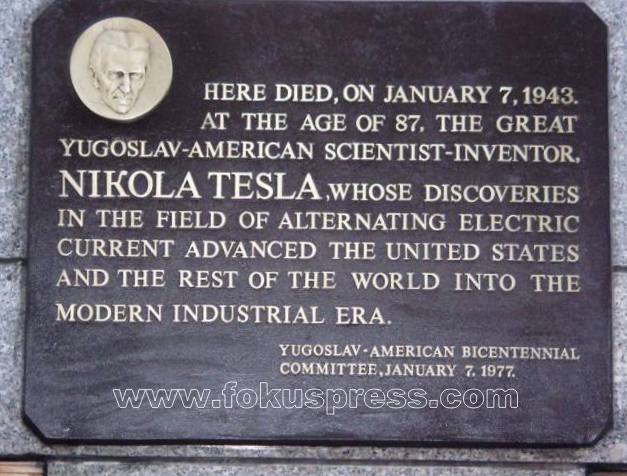 HERE DIED, ON JANUARY 7, 1943.
AT THE AGE OF 87, THE GREAT
YUGOSLAV-AMERICAN SCIENTIST-INVENTOR,
NIKOLA TESLA, WHOSE DISCOVERIES
IN THE FIELD OF ALTERNATING ELECTRIC
CURRENT ADVANCED THE UNITED STATES
AND THE REST OF THE WORLD INTO THE
MODERN INDUSTRIAL ERA.
YUGOSLAV-AMERICAN BICENTENNIAL
COMMITTEE, JANUARY 7, 1977.
www.fokuspress.com